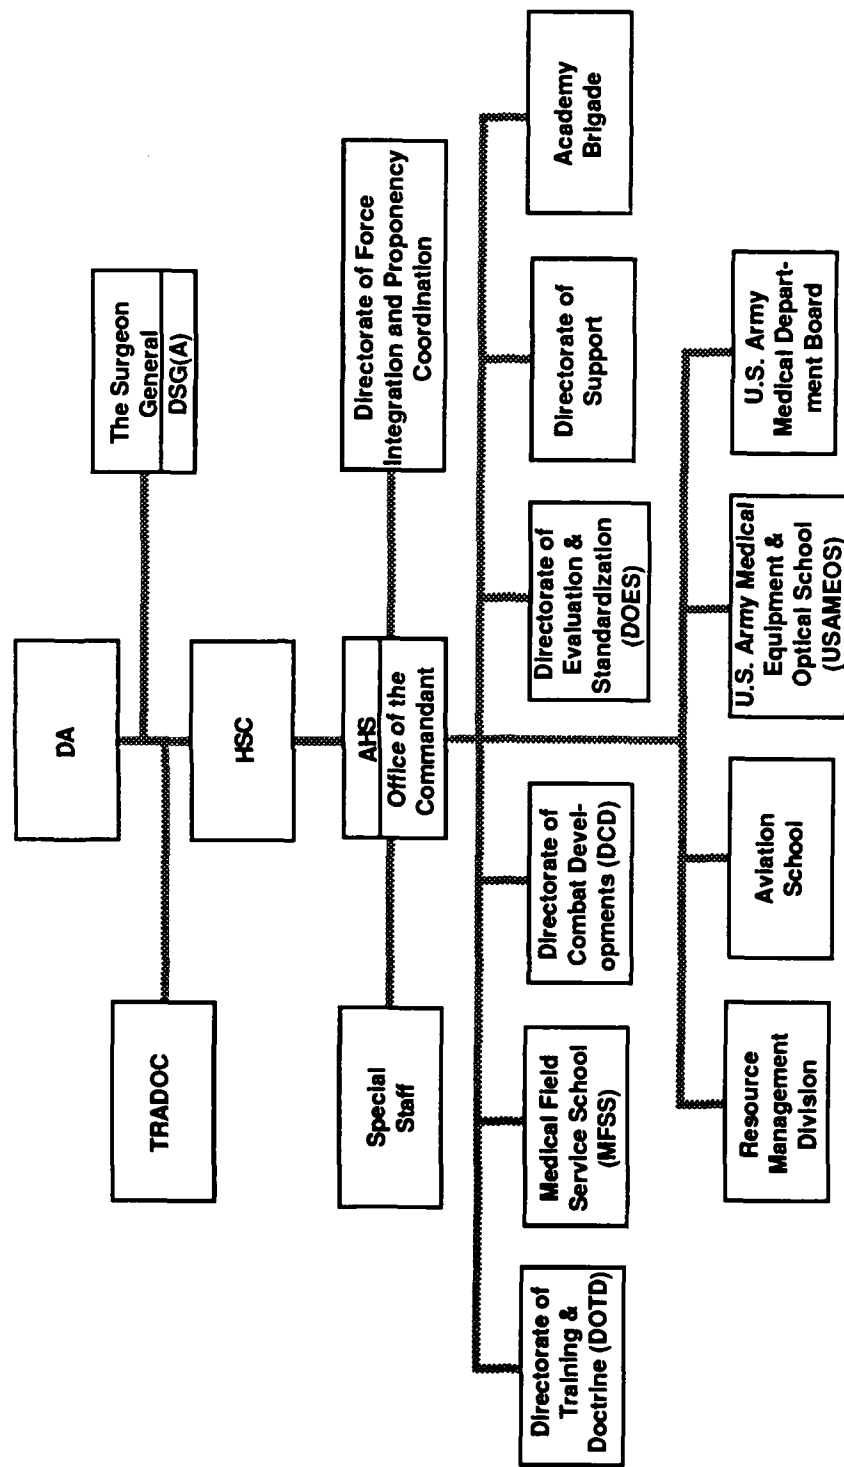 DA
The Surgeon
General
DSG(A)
TRADOC
HSC
Special
Staff
AHS
Office of the
Commandant
Directorate of Force
Integration and Proponency
Coordination
Directorate of
Training &
Doctrine (DOTD)
Medical Field
Service School
(MFSS)
Directorate of
Combat Devel-
opments (DCD)
Directorate of
Evaluation &
Standardization
(DOES)
Directorate of
Support
Academy
Brigade
Resource
Management
Division
Aviation
School
U.S. Army Medical
Equipment &
Optical School
(USAMEOS)
U.S. Army
Medical Depart-
ment Board